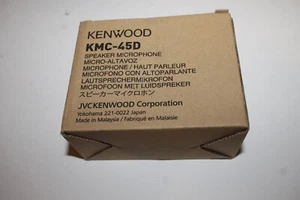 KENWOOD
KMC-45D
SPEAKER MICROPHONE
MICRO-ALTAVOZ
MICROPHONE / HAUT PARLEUR
MICROFONO CON ALTOPARLANTE
LAUTSPRECHERMIKROFON
MICROFOON MET LUIDSPREKER
スピーカーマイクロホン
JVCKENWOOD Corporation
Yokohama 221-0022 Japan
Made in Malaysia / Fabriqué en Malaisie